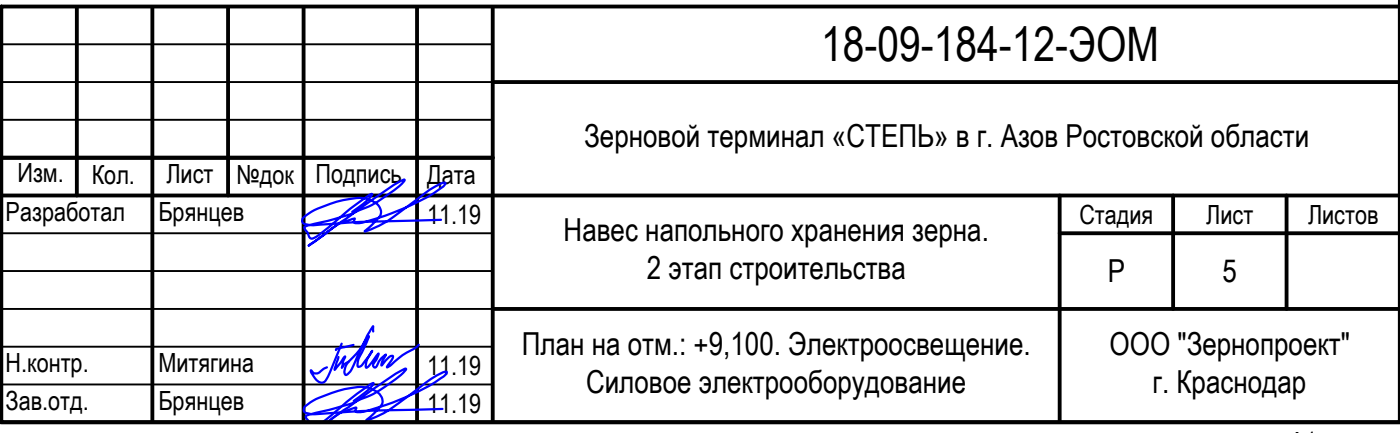 18-09-184-12-ЭОМ
Зерновой терминал «СТЕПЬ» в г. Азов Ростовской области
Изм. Кол. Лист №док Подпись Дата
Разработал Брянцев 11.19
Навес напольного хранения зерна.
2 этап строительства
Стадия Лист Листов
Р 5
Н.контр. Митягина 11.19
Зав.отд. Брянцев 11.19
План на отм.: +9,100. Электроосвещение.
Силовое электрооборудование
ООО "Зернопроект"
г. Краснодар